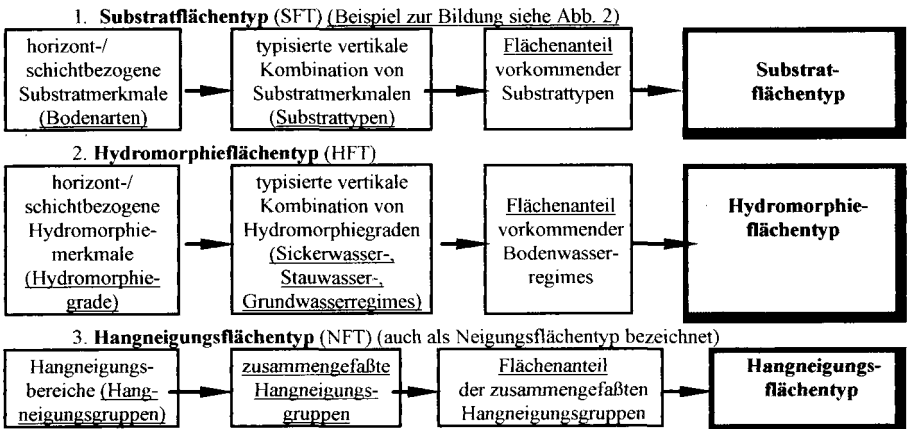 1. Substratflächentyp (SFT) (Beispiel zur Bildung siehe Abb. 2)
horizont-/
schichtbezogene
Substratmerkmale
(Bodenarten)
typisierte vertikale
Kombination von
Substratmerkmalen
(Substrattypen)
Flächenanteil
vorkommender
Substrattypen
Substrat-
flächentyp
2. Hydromorphieflächentyp (HFT)
horizont-/
schichtbezogene
Hydromorphie-
merkmale
(Hydromorphie-
grade)
typisierte vertikale
Kombination von
Hydromorphiegraden
(Sickerwasser-,
Stauwasser-,
Grundwasserregimes)
Flächenanteil
vorkommender
Bodenwasser-
regimes
Hydromorphie-
flächentyp
3. Hangneigungsflächentyp (NFT) (auch als Neigungsflächentyp bezeichnet)
Hangneigungs-
bereiche (Hang-
neigungsgruppen)
zusammengefaßte
Hangneigungs-
gruppen
Flächenanteil
der zusammengefaßten
Hangneigungsgruppen
Hangneigungs-
flächentyp